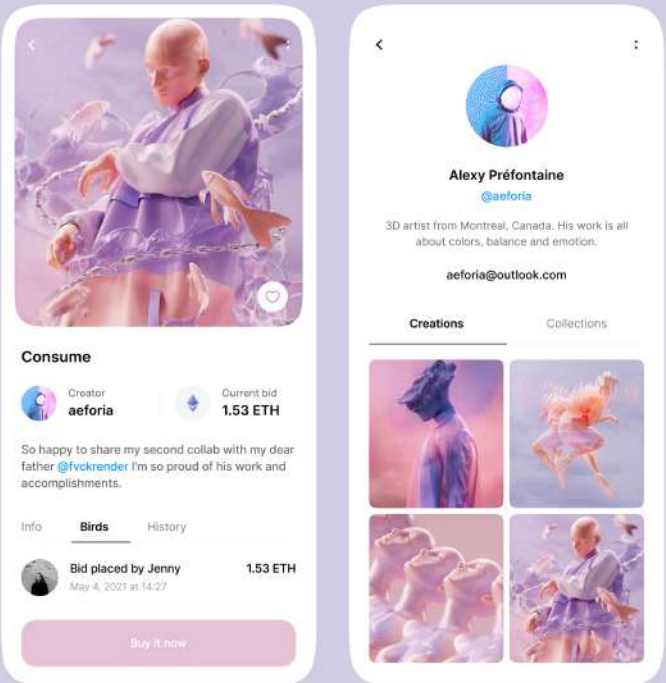 Consume
Creator
aeforia
Current bid
1.53 ETH
So happy to share my second collab with my dear
father @fvckrender I'm so proud of his work and
accomplishments.
Info
Birds
History
Bid placed by Jenny
1.53 ETH
May 4, 2021 at 14:27
Buy it now
Alexy Préfontaine
@aeforia
3D artist from Montreal, Canada. His work is all
about colors, balance and emotion.
aeforia@outlook.com
Creations
Collections